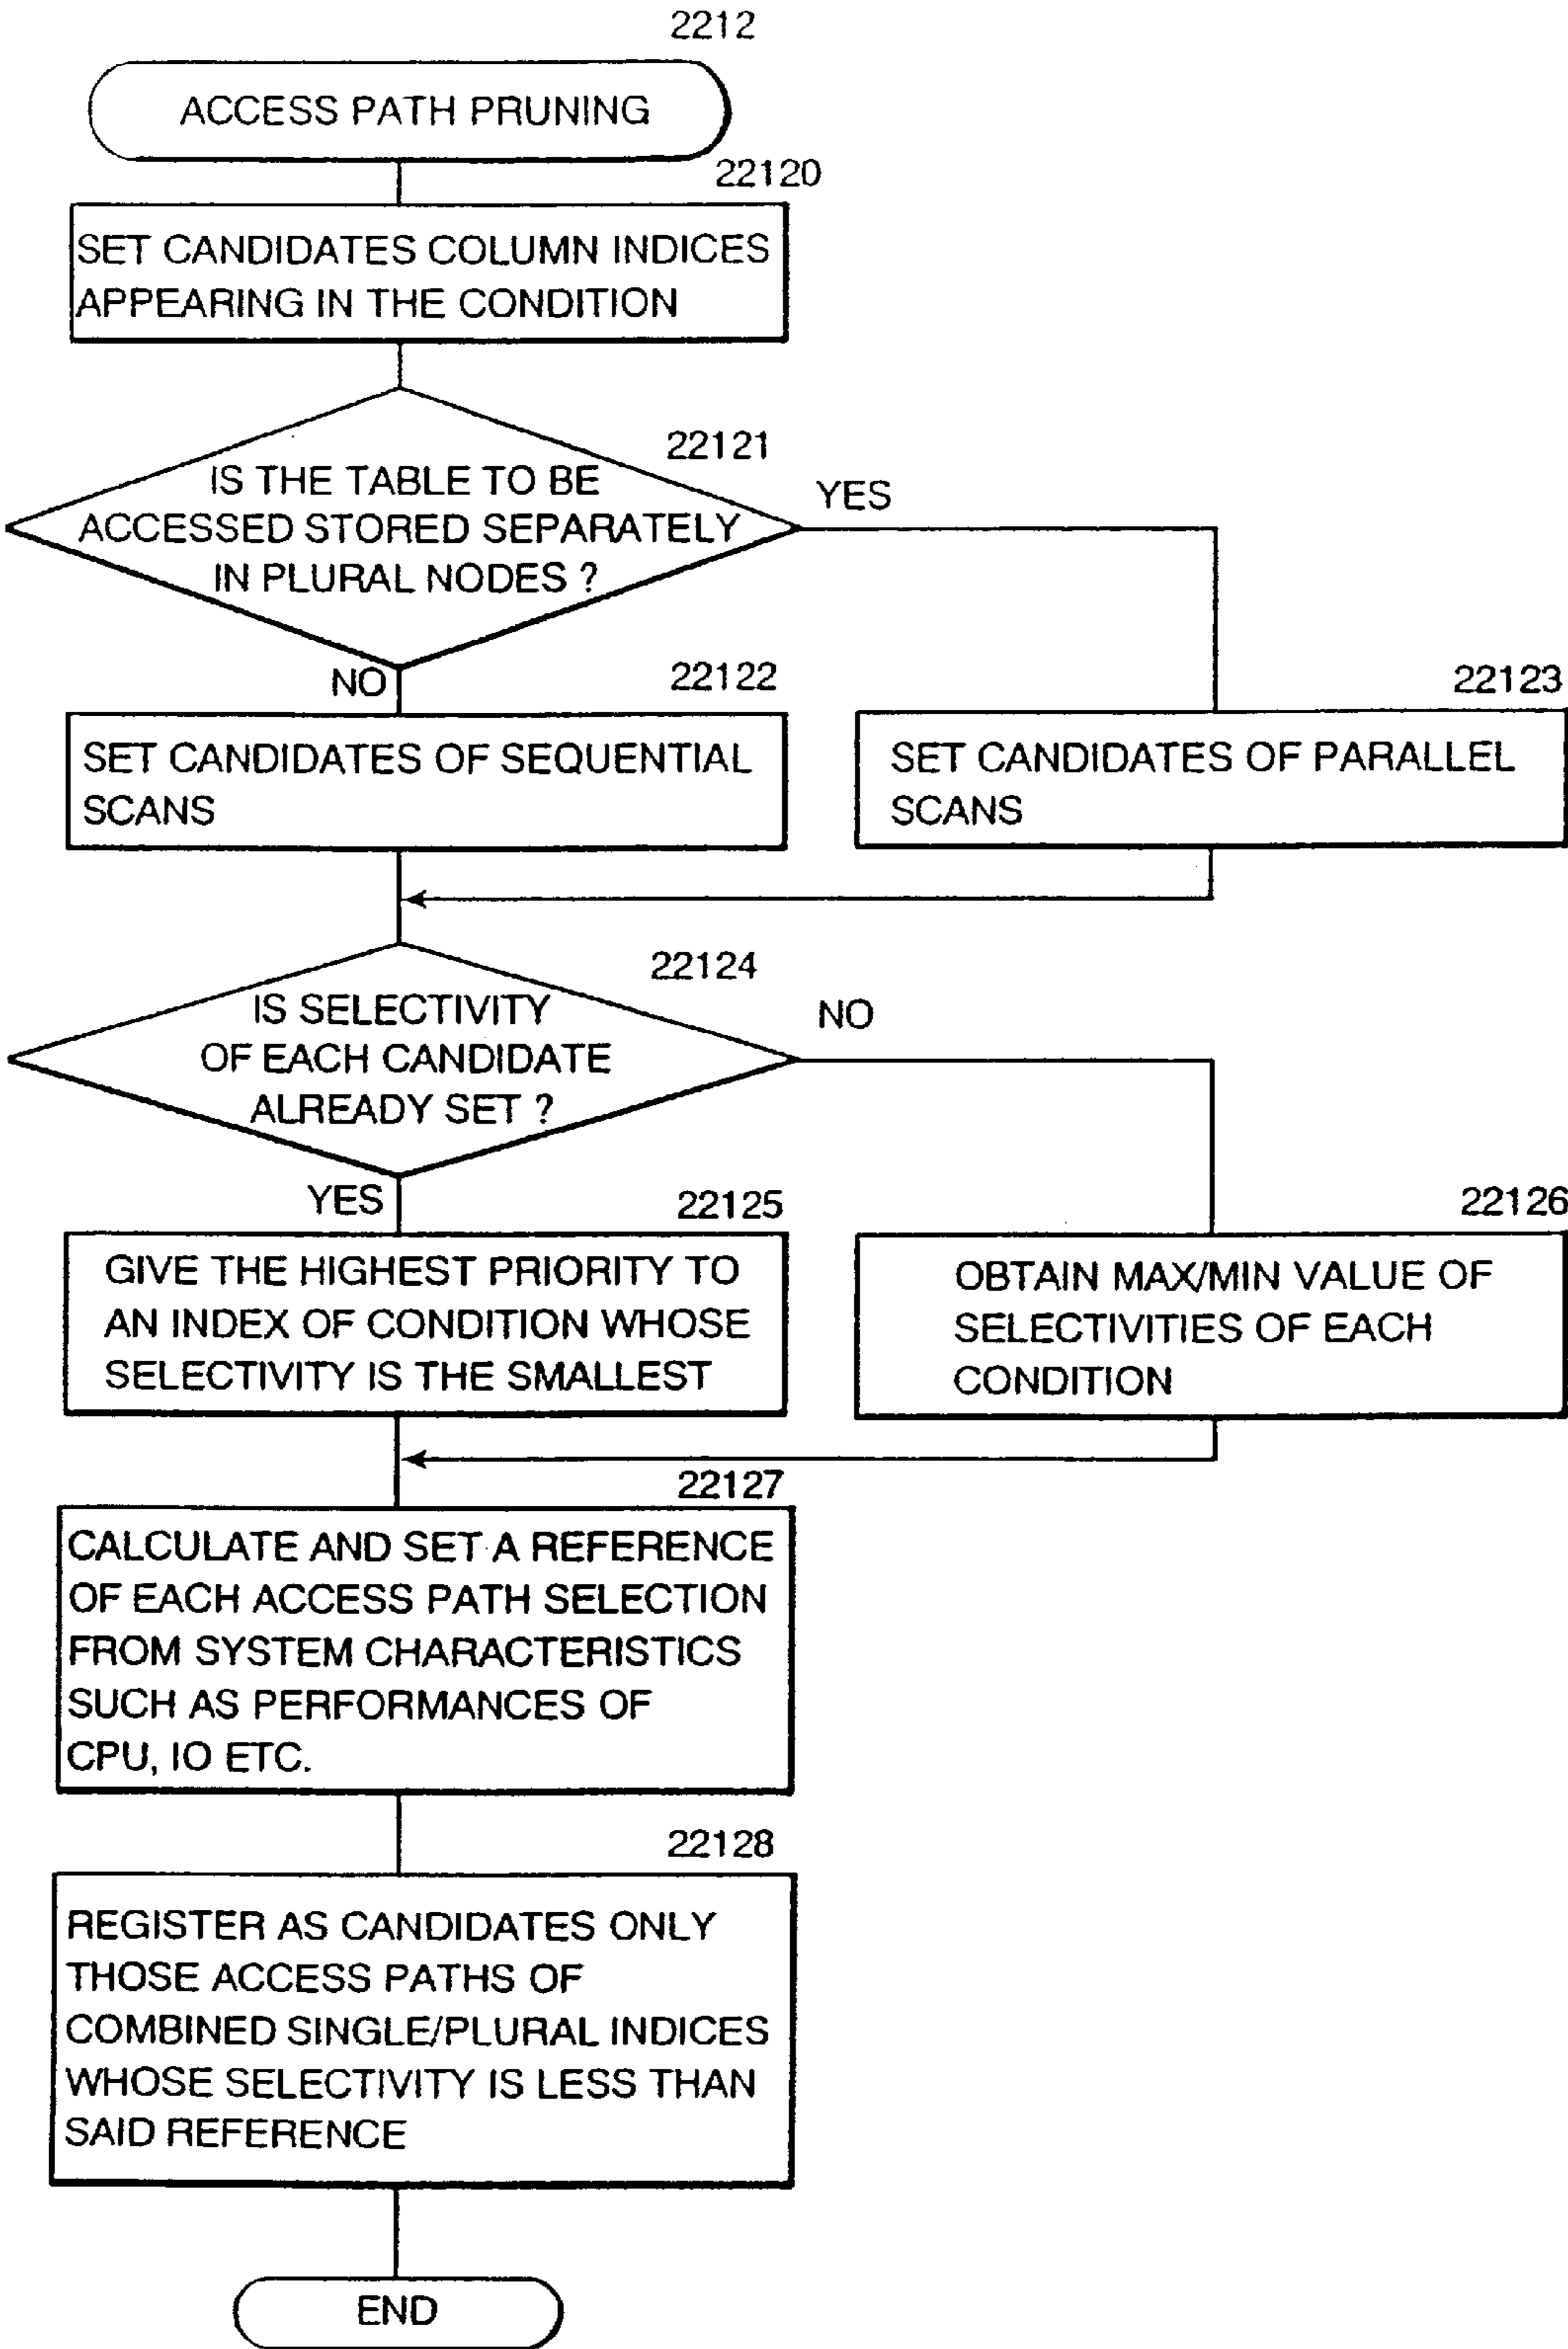 2212
ACCESS PATH PRUNING
22120
SET CANDIDATES COLUMN INDICES
APPEARING IN THE CONDITION
22121
IS THE TABLE TO BE
ACCESSED STORED SEPARATELY
IN PLURAL NODES ?
YES
NO
22122
SET CANDIDATES OF SEQUENTIAL
SCANS
22123
SET CANDIDATES OF PARALLEL
SCANS
22124
IS SELECTIVITY
OF EACH CANDIDATE
ALREADY SET ?
NO
YES
22125
GIVE THE HIGHEST PRIORITY TO
AN INDEX OF CONDITION WHOSE
SELECTIVITY IS THE SMALLEST
22126
OBTAIN MAX/MIN VALUE OF
SELECTIVITIES OF EACH
CONDITION
22127
CALCULATE AND SET A REFERENCE
OF EACH ACCESS PATH SELECTION
FROM SYSTEM CHARACTERISTICS
SUCH AS PERFORMANCES OF
CPU, IO ETC.
22128
REGISTER AS CANDIDATES ONLY
THOSE ACCESS PATHS OF
COMBINED SINGLE/PLURAL INDICES
WHOSE SELECTIVITY IS LESS THAN
SAID REFERENCE
END